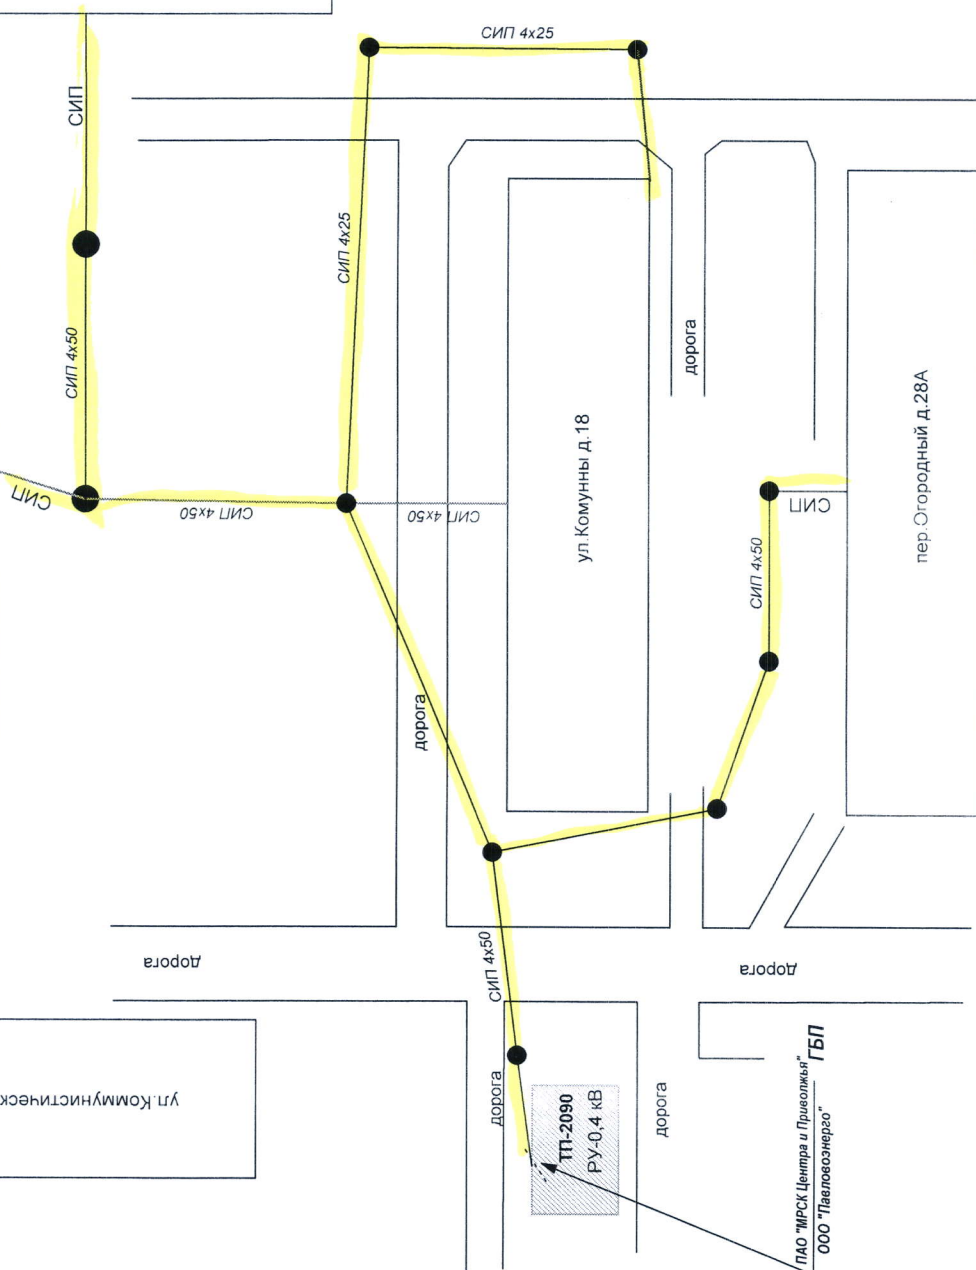 СИП 4х25
СИП
СИП 4х25
СИП 4х50
дорога
ул.Комунны д.18
пер.Огородный д.28А
СИП
СИП 4х50
СИП 4х50
СИП
СИП 4х50
дорога
СИП 4х50
дорога
дорога
ул.Коммунистическ
дорога
ТП-2090
РУ-0,4 кВ
дорога
ПАО "МРСК Центра и Приволжья"
ГБП
ООО "Павловоэнерго"